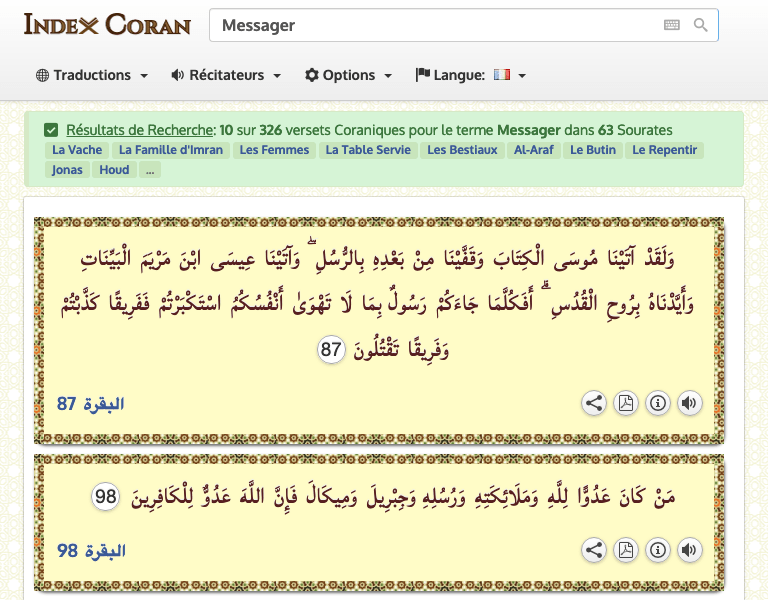 INDEX CORAN
Messager
Traductions
Récitateurs
Options
Langue:
Résultats de Recherche: 10 sur 326 versets Coraniques pour le terme Messager dans 63 Sourates
La Vache La Famille d'Imran Les Femmes La Table Servie Les Bestiaux Al-Araf Le Butin Le Repentir
Jonas Houd ...
وَلَقَدْ آتَيْنَا مُوسَى الْكِتَابَ وَقَفَّيْنَا مِنْ بَعْدِهِ بِالرُّسُلِ ۖ وَآتَيْنَا عِيسَى ابْنَ مَرْيَمَ الْبَيِّنَاتِ
وَأَيَّدْنَاهُ بِرُوحِ الْقُدُسِ ۗ أَفَكُلَّمَا جَاءَكُمْ رَسُولٌ بِمَا لَا تَهْوَىٰ أَنْفُسُكُمُ اسْتَكْبَرْتُمْ فَفَرِيقًا كَذَّبْتُمْ
وَفَرِيقًا تَقْتُلُونَ 87
البقرة 87
مَنْ كَانَ عَدُوًّا لِلَّهِ وَمَلَائِكَتِهِ وَرُسُلِهِ وَجِبْرِيلَ وَمِيكَالَ فَإِنَّ اللَّهَ عَدُوٌّ لِلْكَافِرِينَ 98
البقرة 98